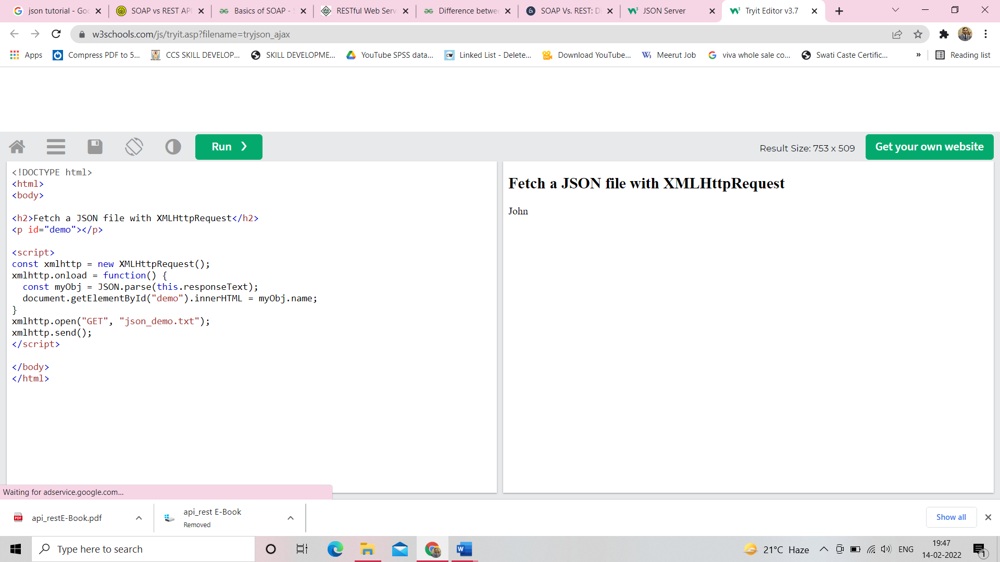 json tutorial - Goo
SOAP vs REST API
Basics of SOAP - S
RESTful Web Serv
Difference betwee
SOAP Vs. REST: D
JSON Server
Tryit Editor v3.7
w3schools.com/js/tryit.asp?filename=tryjson_ajax
Apps
Compress PDF to 5...
CCS SKILL DEVELOP...
SKILL DEVELOPME...
YouTube SPSS data...
Linked List - Delete...
Download YouTube...
Meerut Job
viva whole sale co...
Swati Caste Certific...
»
Reading list
Run ❯
Result Size: 753 x 509
Get your own website
<!DOCTYPE html>
<html>
<body>
<h2>Fetch a JSON file with XMLHttpRequest</h2>
<p id="demo"></p>
<script>
const xmlhttp = new XMLHttpRequest();
xmlhttp.onload = function() {
  const myObj = JSON.parse(this.responseText);
  document.getElementById("demo").innerHTML = myObj.name;
}
xmlhttp.open("GET", "json_demo.txt");
xmlhttp.send();
</script>
</body>
</html>
Fetch a JSON file with XMLHttpRequest
John
Waiting for adservice.google.com...
api_restE-Book.pdf
api_rest E-Book
Removed
Show all
Type here to search
21°C Haze
ENG
19:47
14-02-2022
1